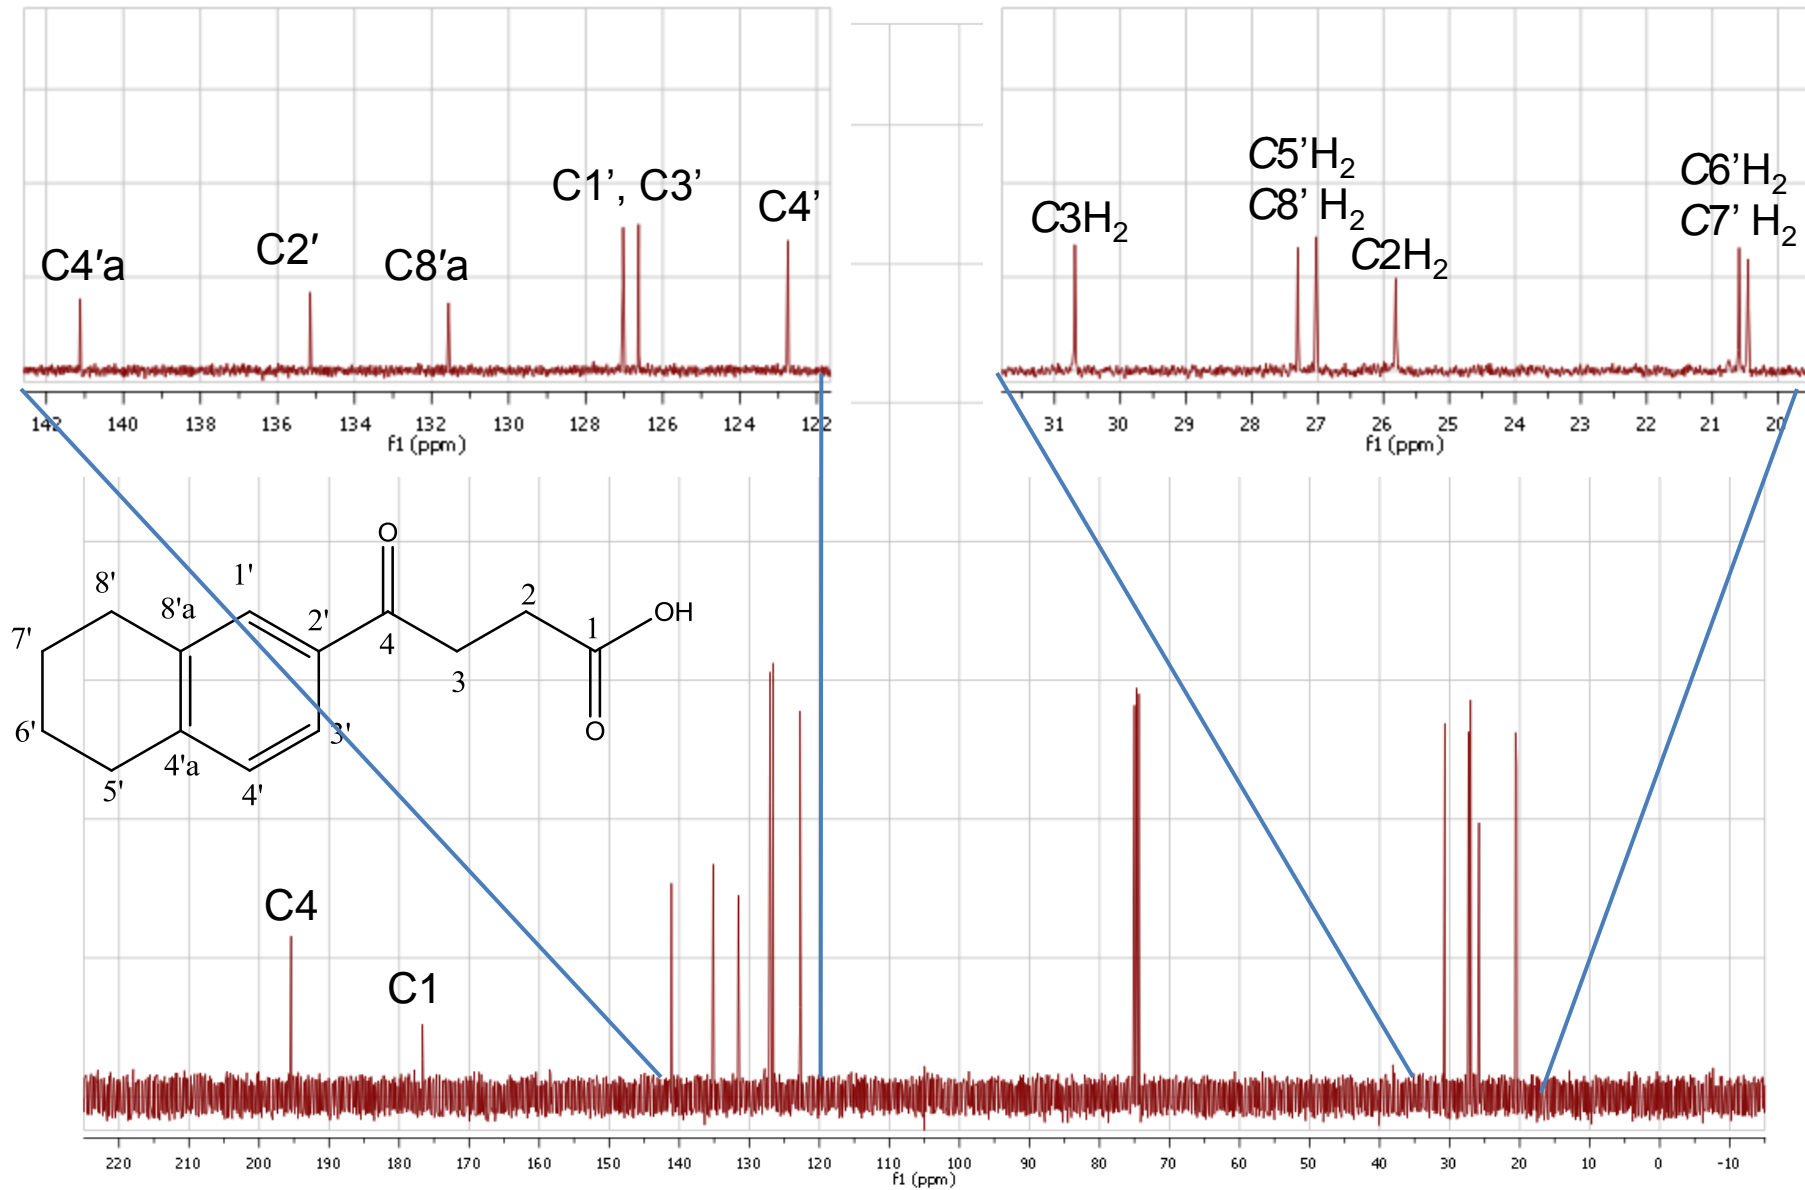 C4′a
C2′
C8′a
C1’, C3’
C4’
142 140 138 136 134 132 130 128 126 124 122
f1 (ppm)
C3H₂
C5’H₂
C8’ H₂
C2H₂
C6’H₂
C7’ H₂
31 30 29 28 27 26 25 24 23 22 21 20
f1 (ppm)
O
8'
1'
8'a
2'
7'
4
3
2
1
OH
O
6'
4'a
3'
5'
4'
C4
C1
220 210 200 190 180 170 160 150 140 130 120 110 100 90 80 70 60 50 40 30 20 10 0 -10
f1 (ppm)